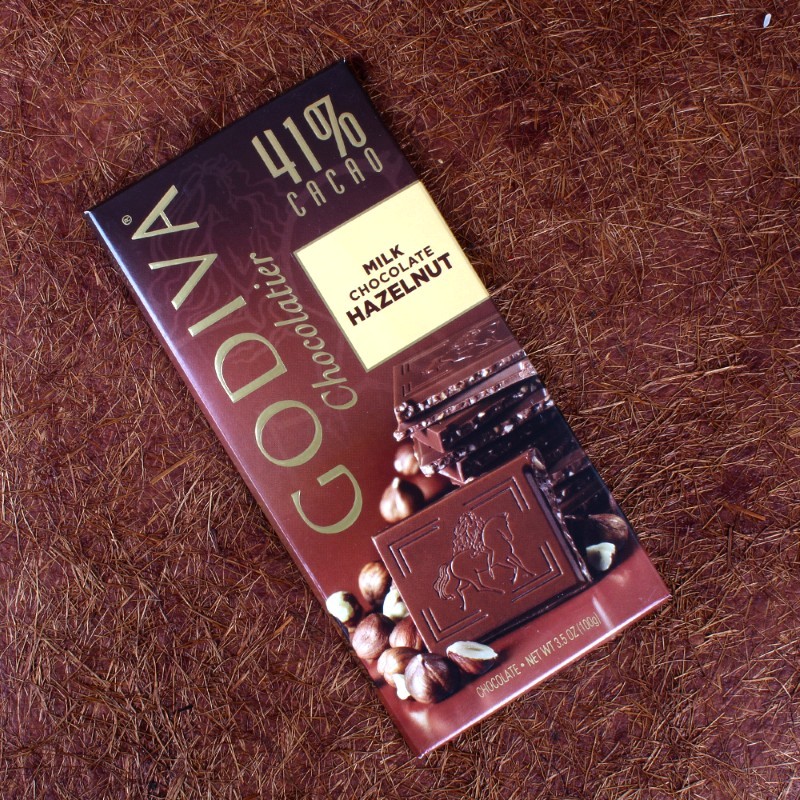 41%
CACAO
GODIVA®
Chocolatier
MILK
CHOCOLATE
HAZELNUT
CHOCOLATE • NET WT 3.5 OZ (100g)